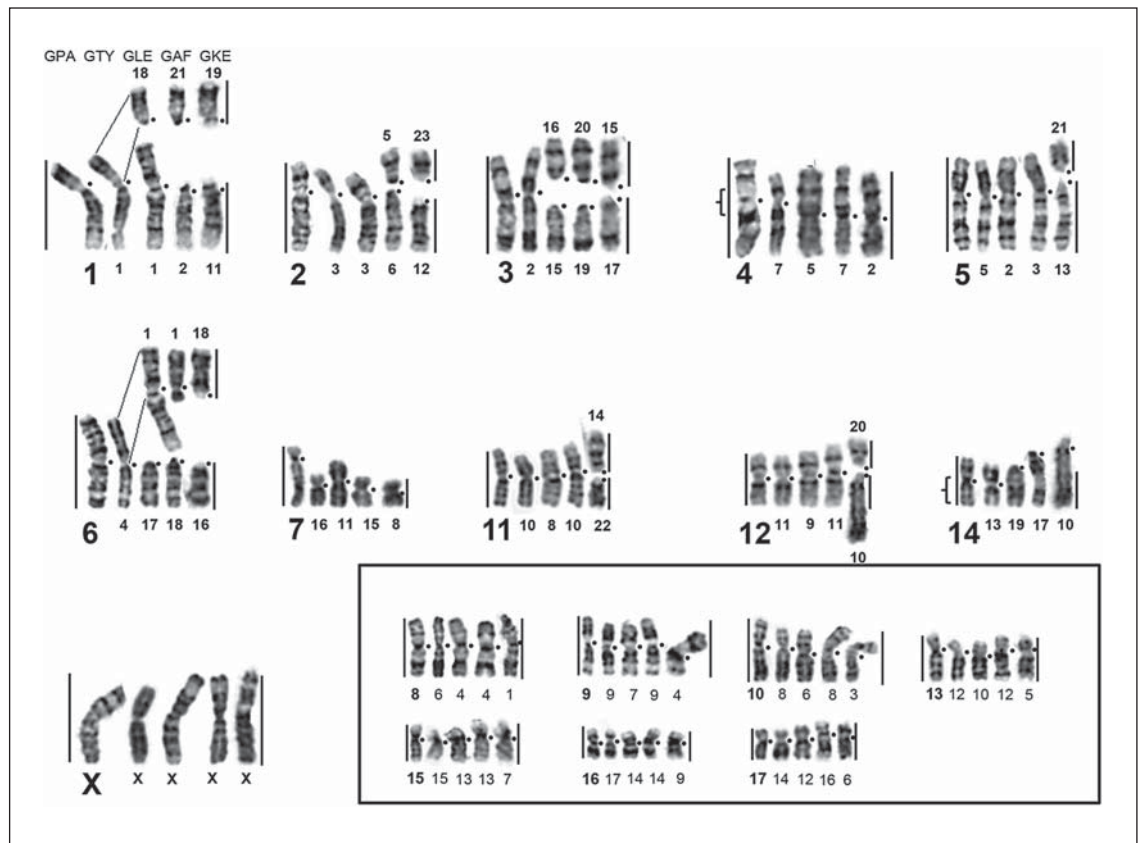 GPA GTY GLE GAF GKE
18 21 19
1 1 1 2 11
5 23
2 3 3 6 12
16 20 15
3 2 15 19 17
4 7 5 7 2
21
5 5 2 3 13
1 1 18
6 4 17 18 16
7 16 11 15 8
14
11 10 8 10 22
20
12 11 9 11
10
14 13 19 17 10
X X X X X
8 6 4 4 1
9 9 7 9 4
10 8 6 8 3
13 12 10 12 5
15 15 13 13 7
16 17 14 14 9
17 14 12 16 6